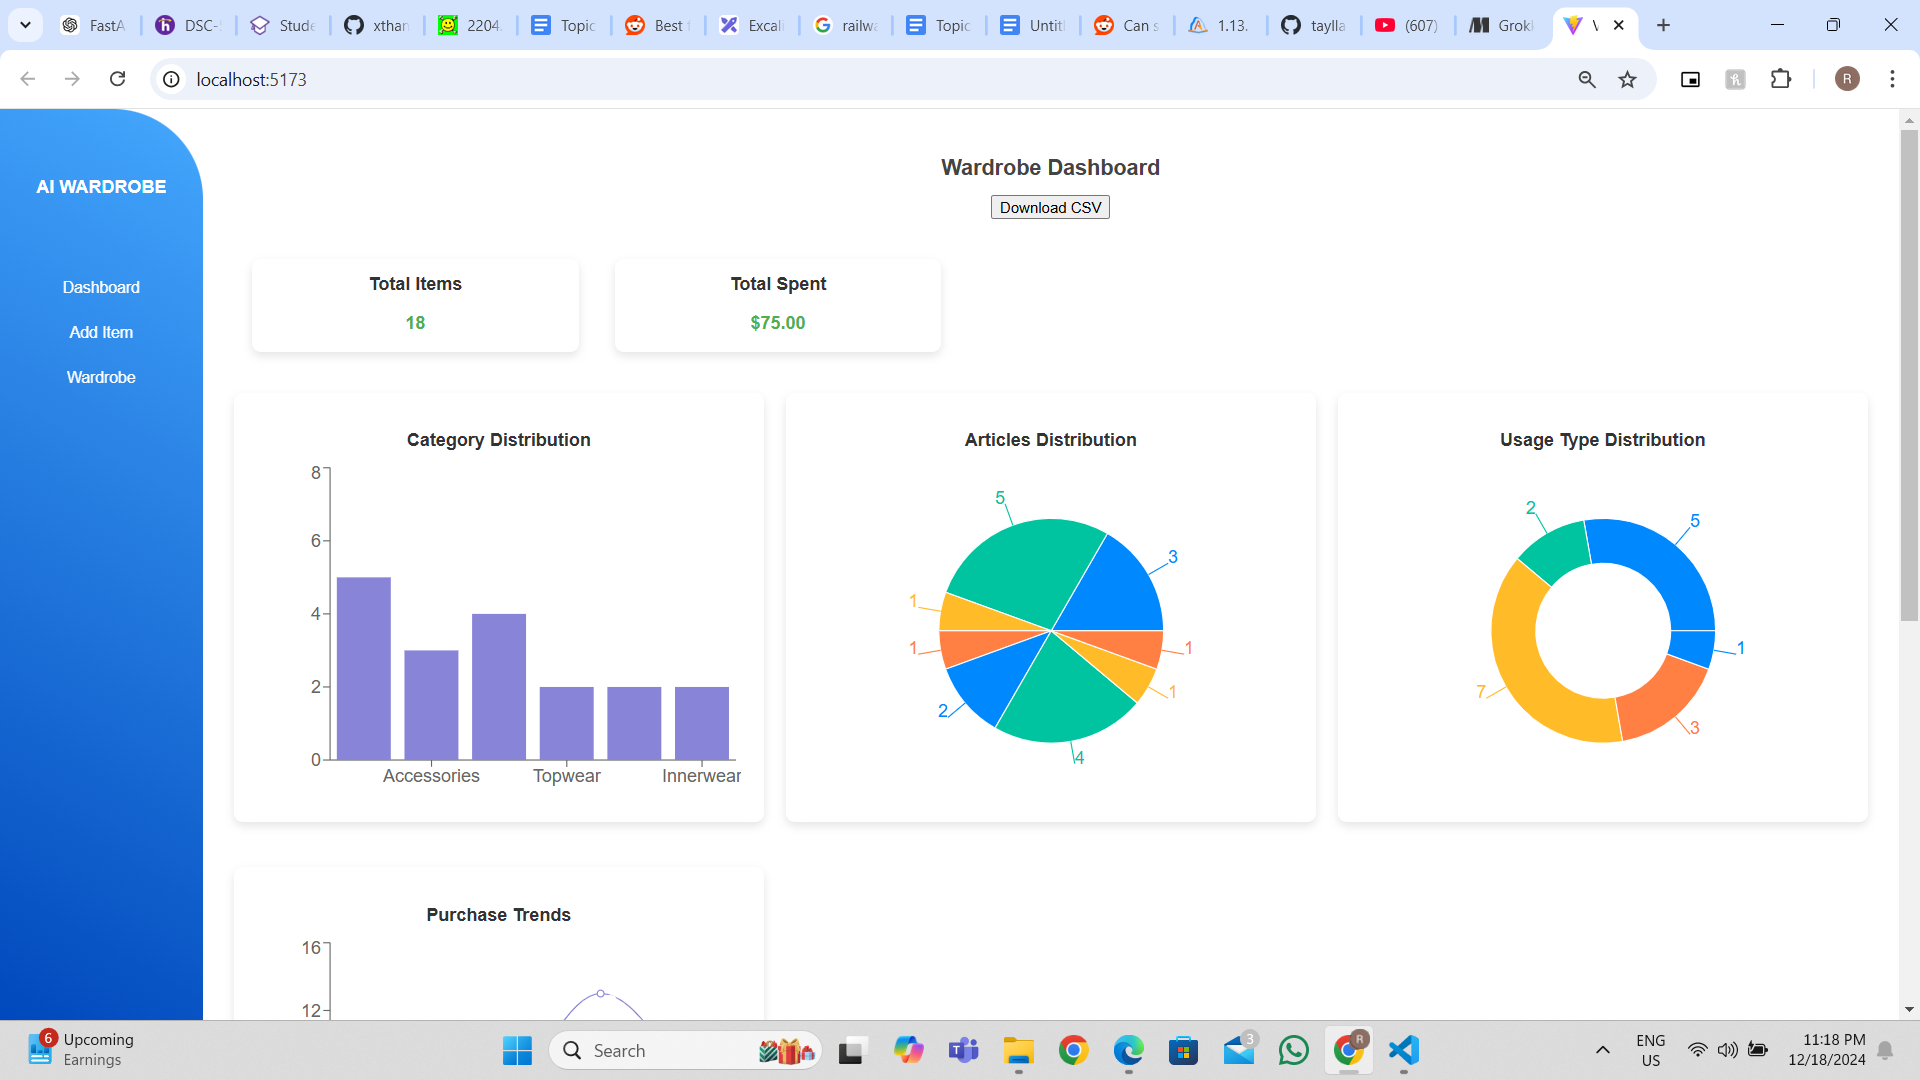 FastA
DSC-
Stude
xthan
2204.
Topic
Best f
Excali
railwa
Topic
Untit
Can s
1.13.
taylla
(607)
Grok
localhost:5173
R
AI WARDROBE
Dashboard
Add Item
Wardrobe
Wardrobe Dashboard
Download CSV
Total Items
18
Total Spent
$75.00
Category Distribution
8
6
4
2
0
Accessories
Topwear
Innerwear
Articles Distribution
5
3
1
1
2
4
1
1
Usage Type Distribution
2
5
7
3
1
Purchase Trends
16
12
6
Upcoming
Earnings
Search
3
R
ENG
US
11:18 PM
12/18/2024